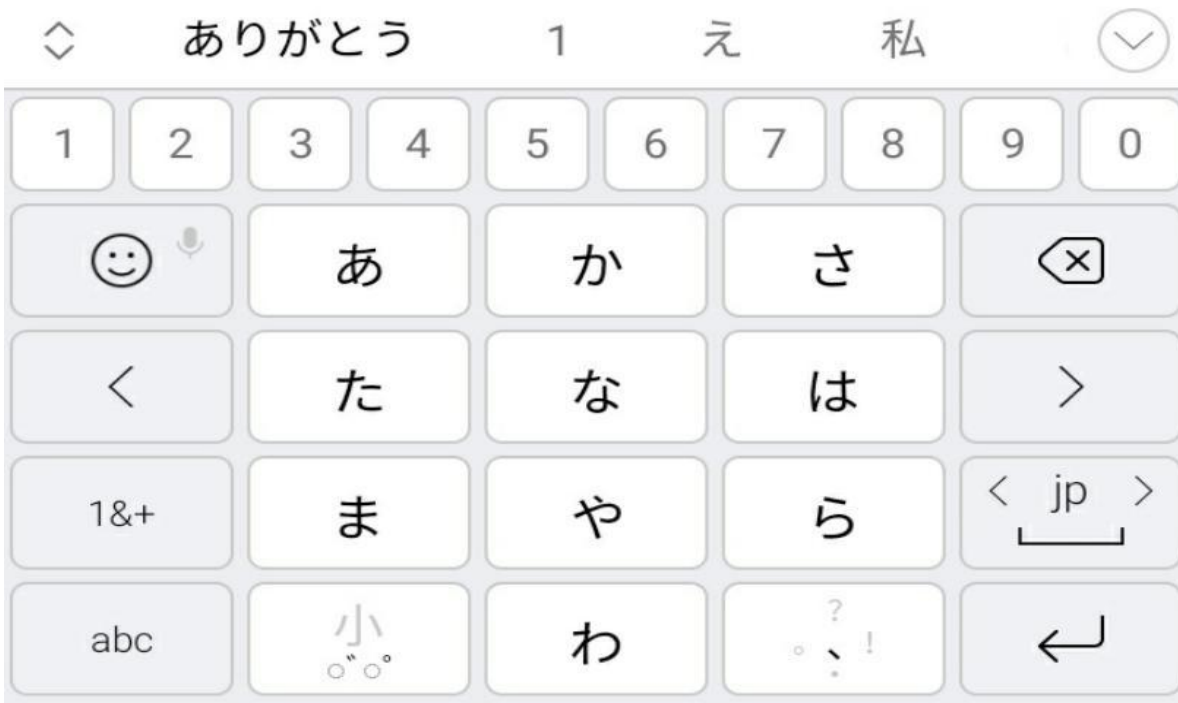 ありがとう 1 え 私
1 2 3 4 5 6 7 8 9 0
あ か さ
た な は
1&+ ま や ら jp
abc 小゛゜ わ 、。?!